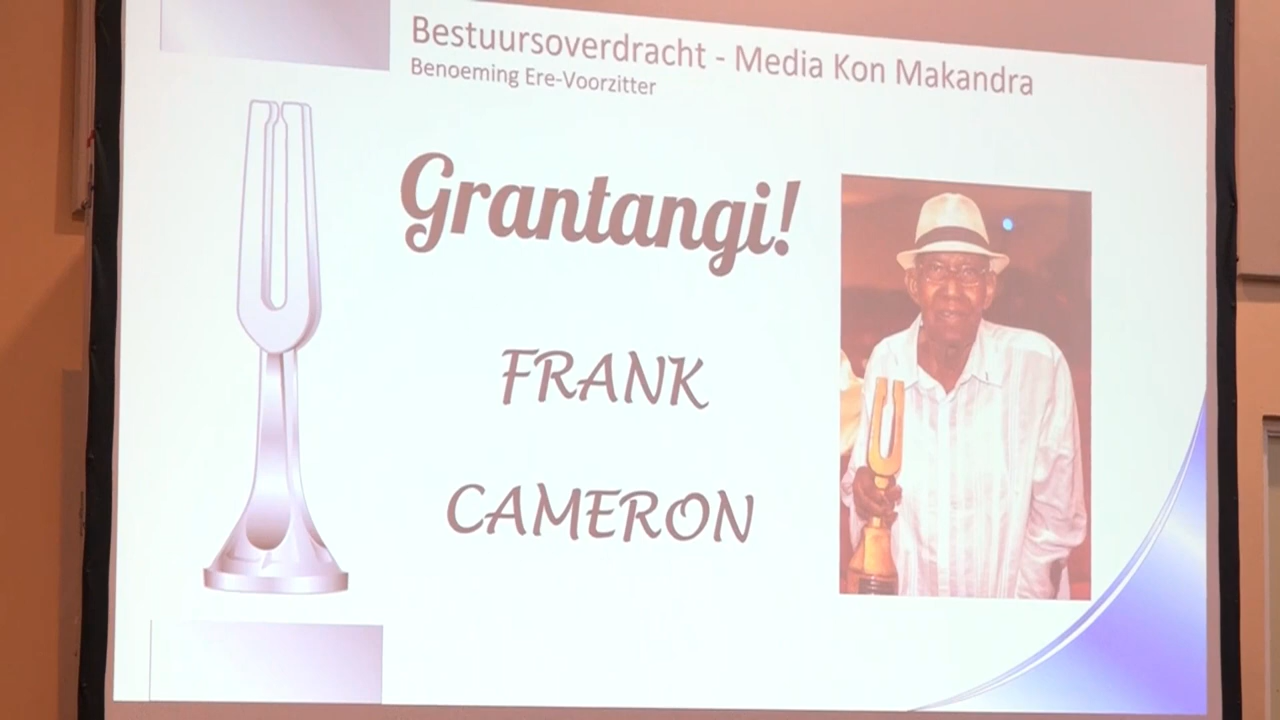 Bestuursoverdracht - Media Kon Makandra
Benoeming Ere-Voorzitter
Grantangi!
FRANK
CAMERON